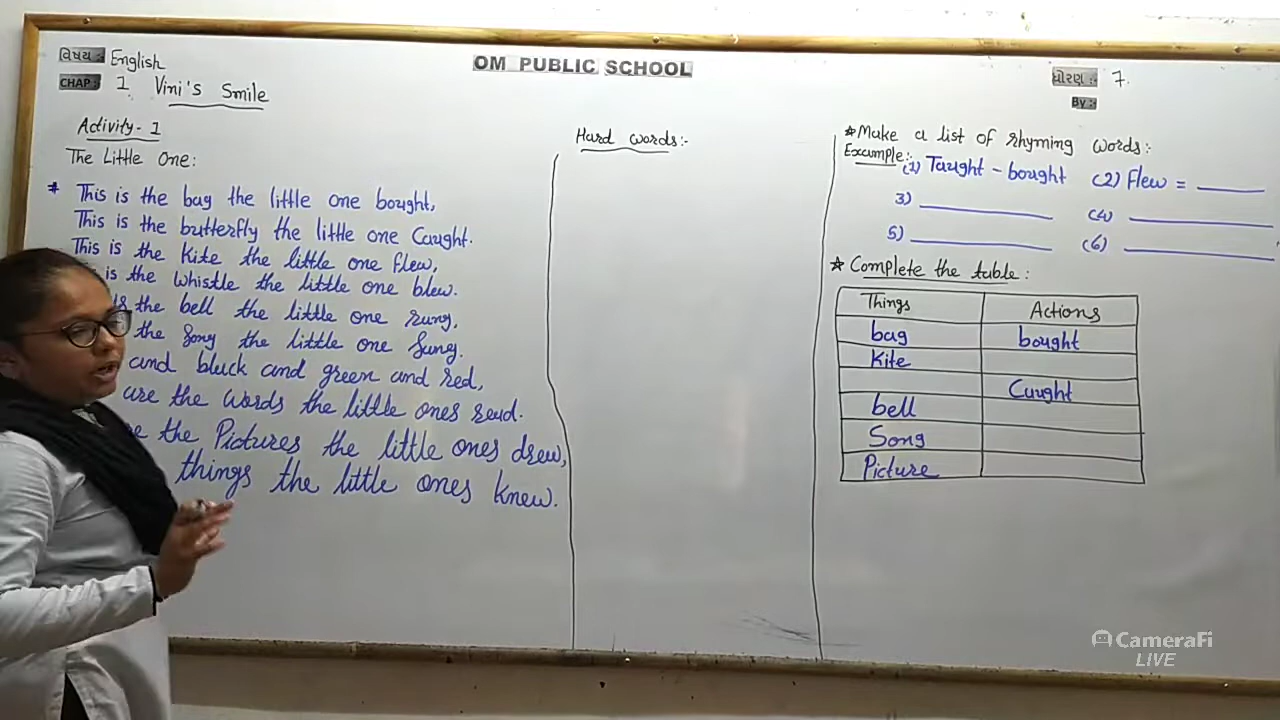 વિષય :- English
CHAP :- 1 Vini's Smile
OM PUBLIC SCHOOL
ધોરણ :- 7.
By :-
Activity - 1
The Little One :
* This is the bag the little one bought,
This is the butterfly the little one Caught.
This is the Kite the little one flew,
is the whistle the little one blew.
the bell the little one rung,
the Song the little one Sung.
and black and green and red,
are the words the little ones read.
the Pictures the little ones drew,
things the little ones knew.
Hard words :-
* Make a list of rhyming words :-
Example :- (1) Taught - bought (2) Flew = ____
3) ____ (4) ____
5) ____ (6) ____
* Complete the table :
Things Actions
bag bought
Kite
Caught
bell
Song
Picture
CameraFi
LIVE